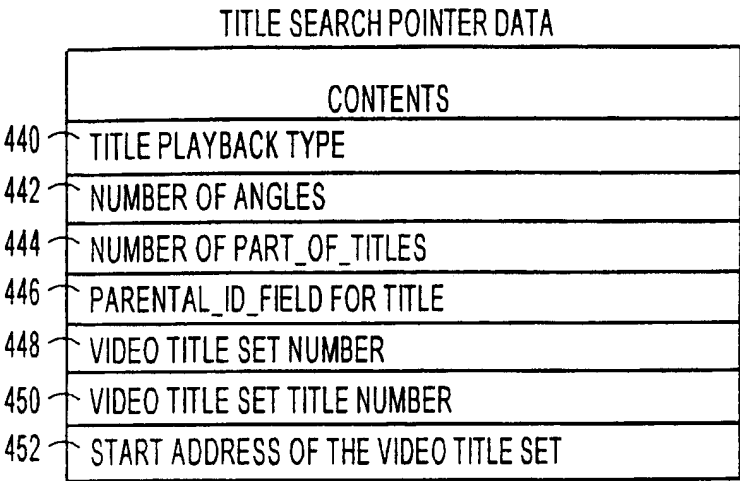 TITLE SEARCH POINTER DATA
CONTENTS
440 TITLE PLAYBACK TYPE
442 NUMBER OF ANGLES
444 NUMBER OF PART_OF_TITLES
446 PARENTAL_ID_FIELD FOR TITLE
448 VIDEO TITLE SET NUMBER
450 VIDEO TITLE SET TITLE NUMBER
452 START ADDRESS OF THE VIDEO TITLE SET